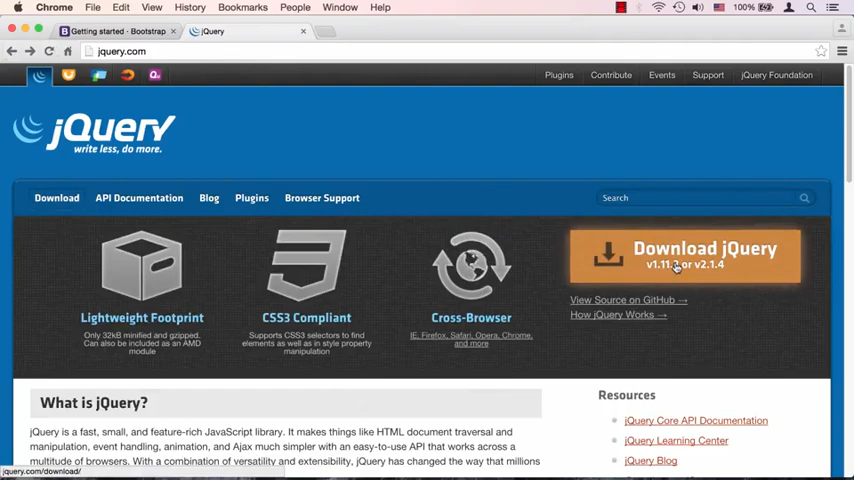 Chrome File Edit View History Bookmarks People Window Help 100%
Getting started · Bootstrap
jQuery
jquery.com
Plugins Contribute Events Support jQuery Foundation
jQuery
write less, do more.
Download API Documentation Blog Plugins Browser Support
Search
Download jQuery
v1.11.3 or v2.1.4
View Source on GitHub →
How jQuery Works →
Lightweight Footprint
Only 32kB minified and gzipped.
Can also be included as an AMD
module
CSS3 Compliant
Supports CSS3 selectors to find
elements as well as in style property
manipulation
Cross-Browser
IE, Firefox, Safari, Opera, Chrome,
and more
What is jQuery?
jQuery is a fast, small, and feature-rich JavaScript library. It makes things like HTML document traversal and
manipulation, event handling, animation, and Ajax much simpler with an easy-to-use API that works across a
multitude of browsers. With a combination of versatility and extensibility, jQuery has changed the way that millions
Resources
jQuery Core API Documentation
jQuery Learning Center
jQuery Blog
jquery.com/download/